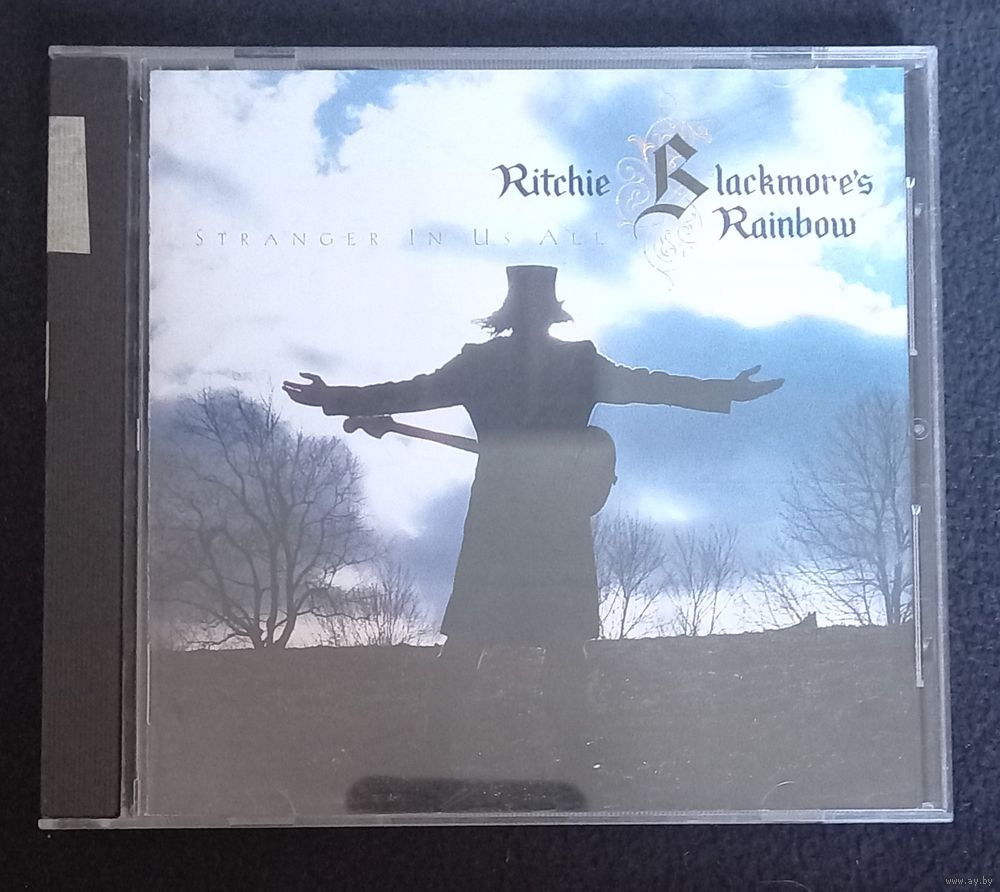 Ritchie Blackmore's
Rainbow
STRANGER IN US ALL
www.ay.by